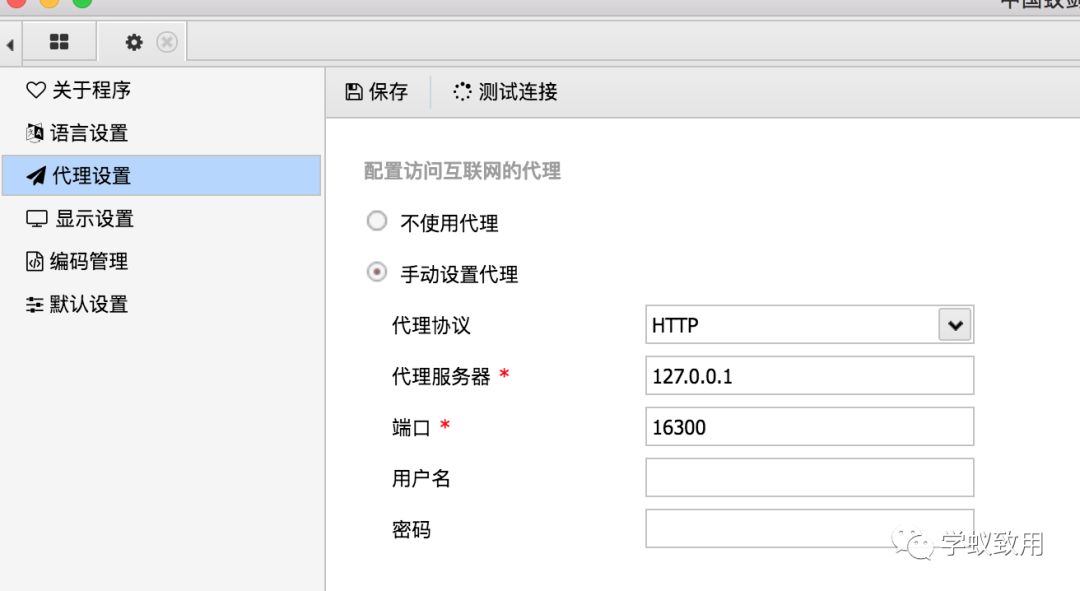 关于程序
语言设置
代理设置
显示设置
编码管理
默认设置
保存
测试连接
配置访问互联网的代理
不使用代理
手动设置代理
代理协议
HTTP
代理服务器 *
127.0.0.1
端口 *
16300
用户名
密码
学蚁致用